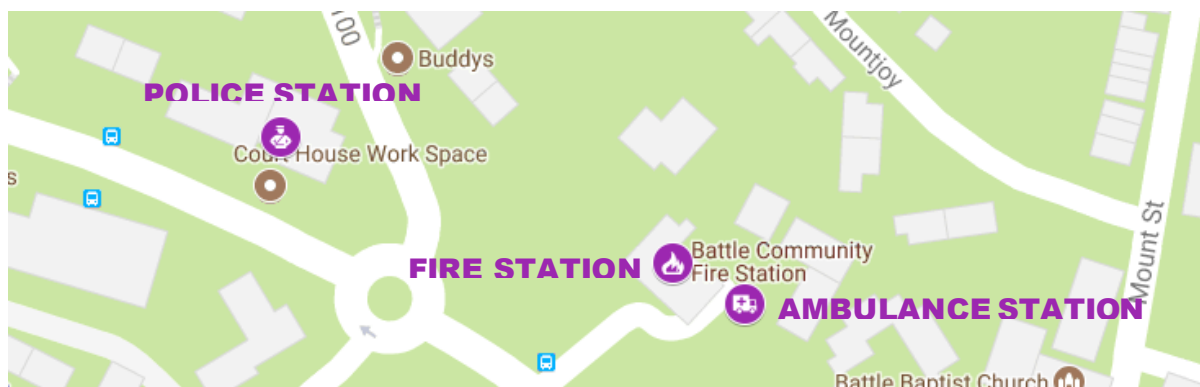 100
Buddys
Mountjoy
POLICE STATION
Court House Work Space
s
Mount St
Battle Community
Fire Station
FIRE STATION
AMBULANCE STATION
Battle Baptist Church